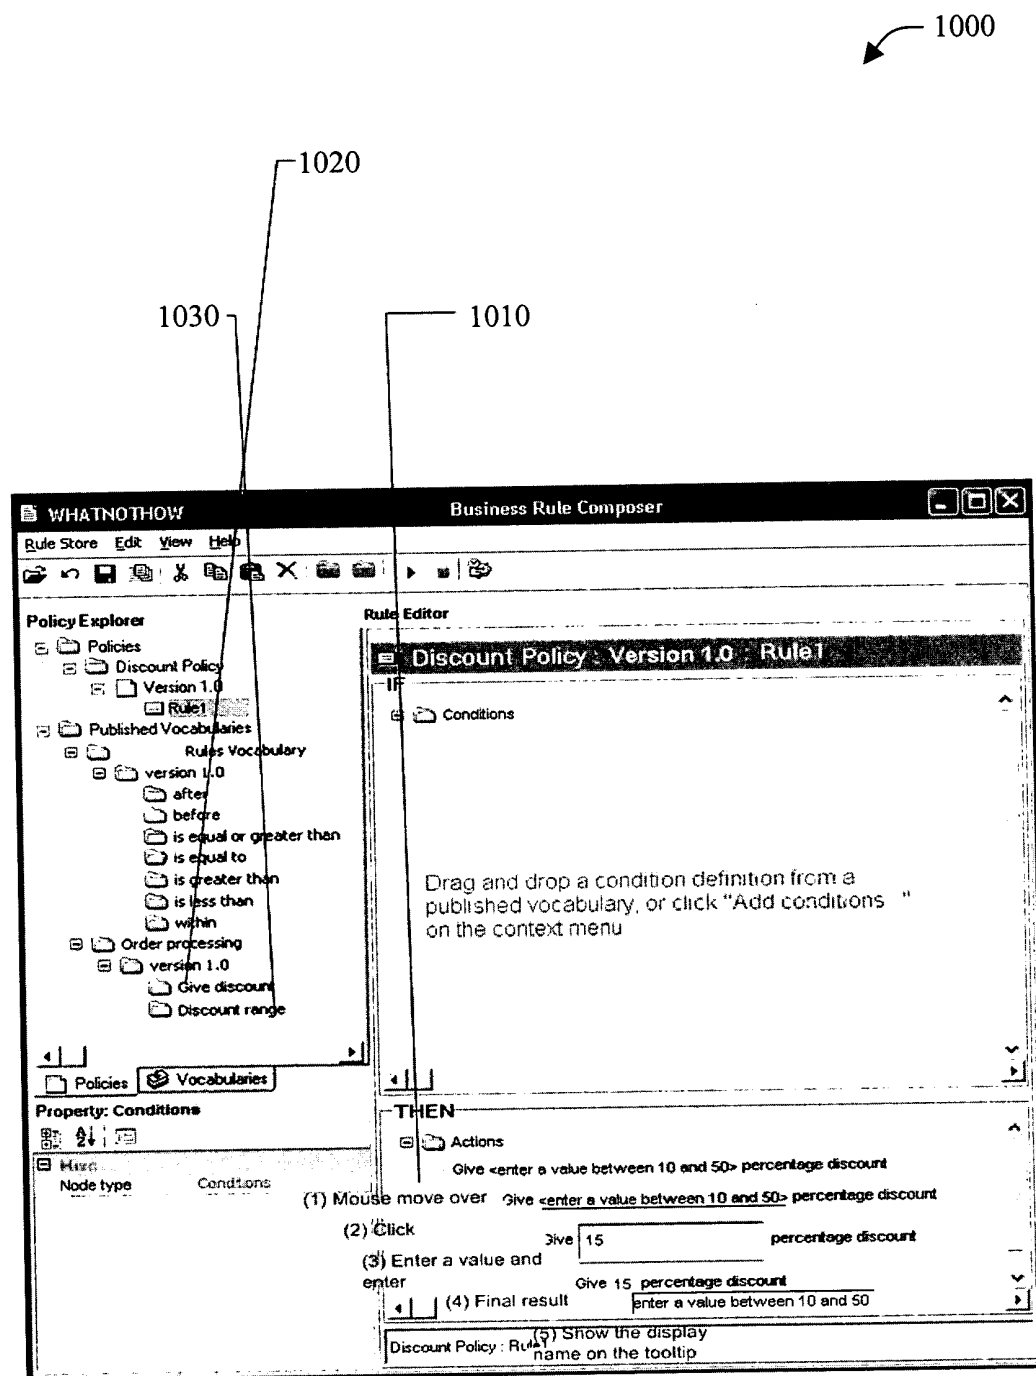 1000
1020
1030
1010
WHATNOTHOW Business Rule Composer
Rule Store Edit View Help
Policy Explorer
Policies
Discount Policy
Version 1.0
Rule1
Published Vocabularies
Rules Vocabulary
version 1.0
after
before
is equal or greater than
is equal to
is greater than
is less than
within
Order processing
version 1.0
Give discount
Discount range
Policies
Vocabularies
Property: Conditions
Misc
Node type Conditions
Rule Editor
Discount Policy : Version 1.0 : Rule1
IF
Conditions
Drag and drop a condition definition from a
published vocabulary, or click "Add conditions "
on the context menu
THEN
Actions
Give <enter a value between 10 and 50> percentage discount
(1) Mouse move over Give <enter a value between 10 and 50> percentage discount
(2) Click
Give 15 percentage discount
(3) Enter a value and
enter
Give 15 percentage discount
(4) Final result
enter a value between 10 and 50
Discount Policy : Rule1
(5) Show the display
name on the tooltip